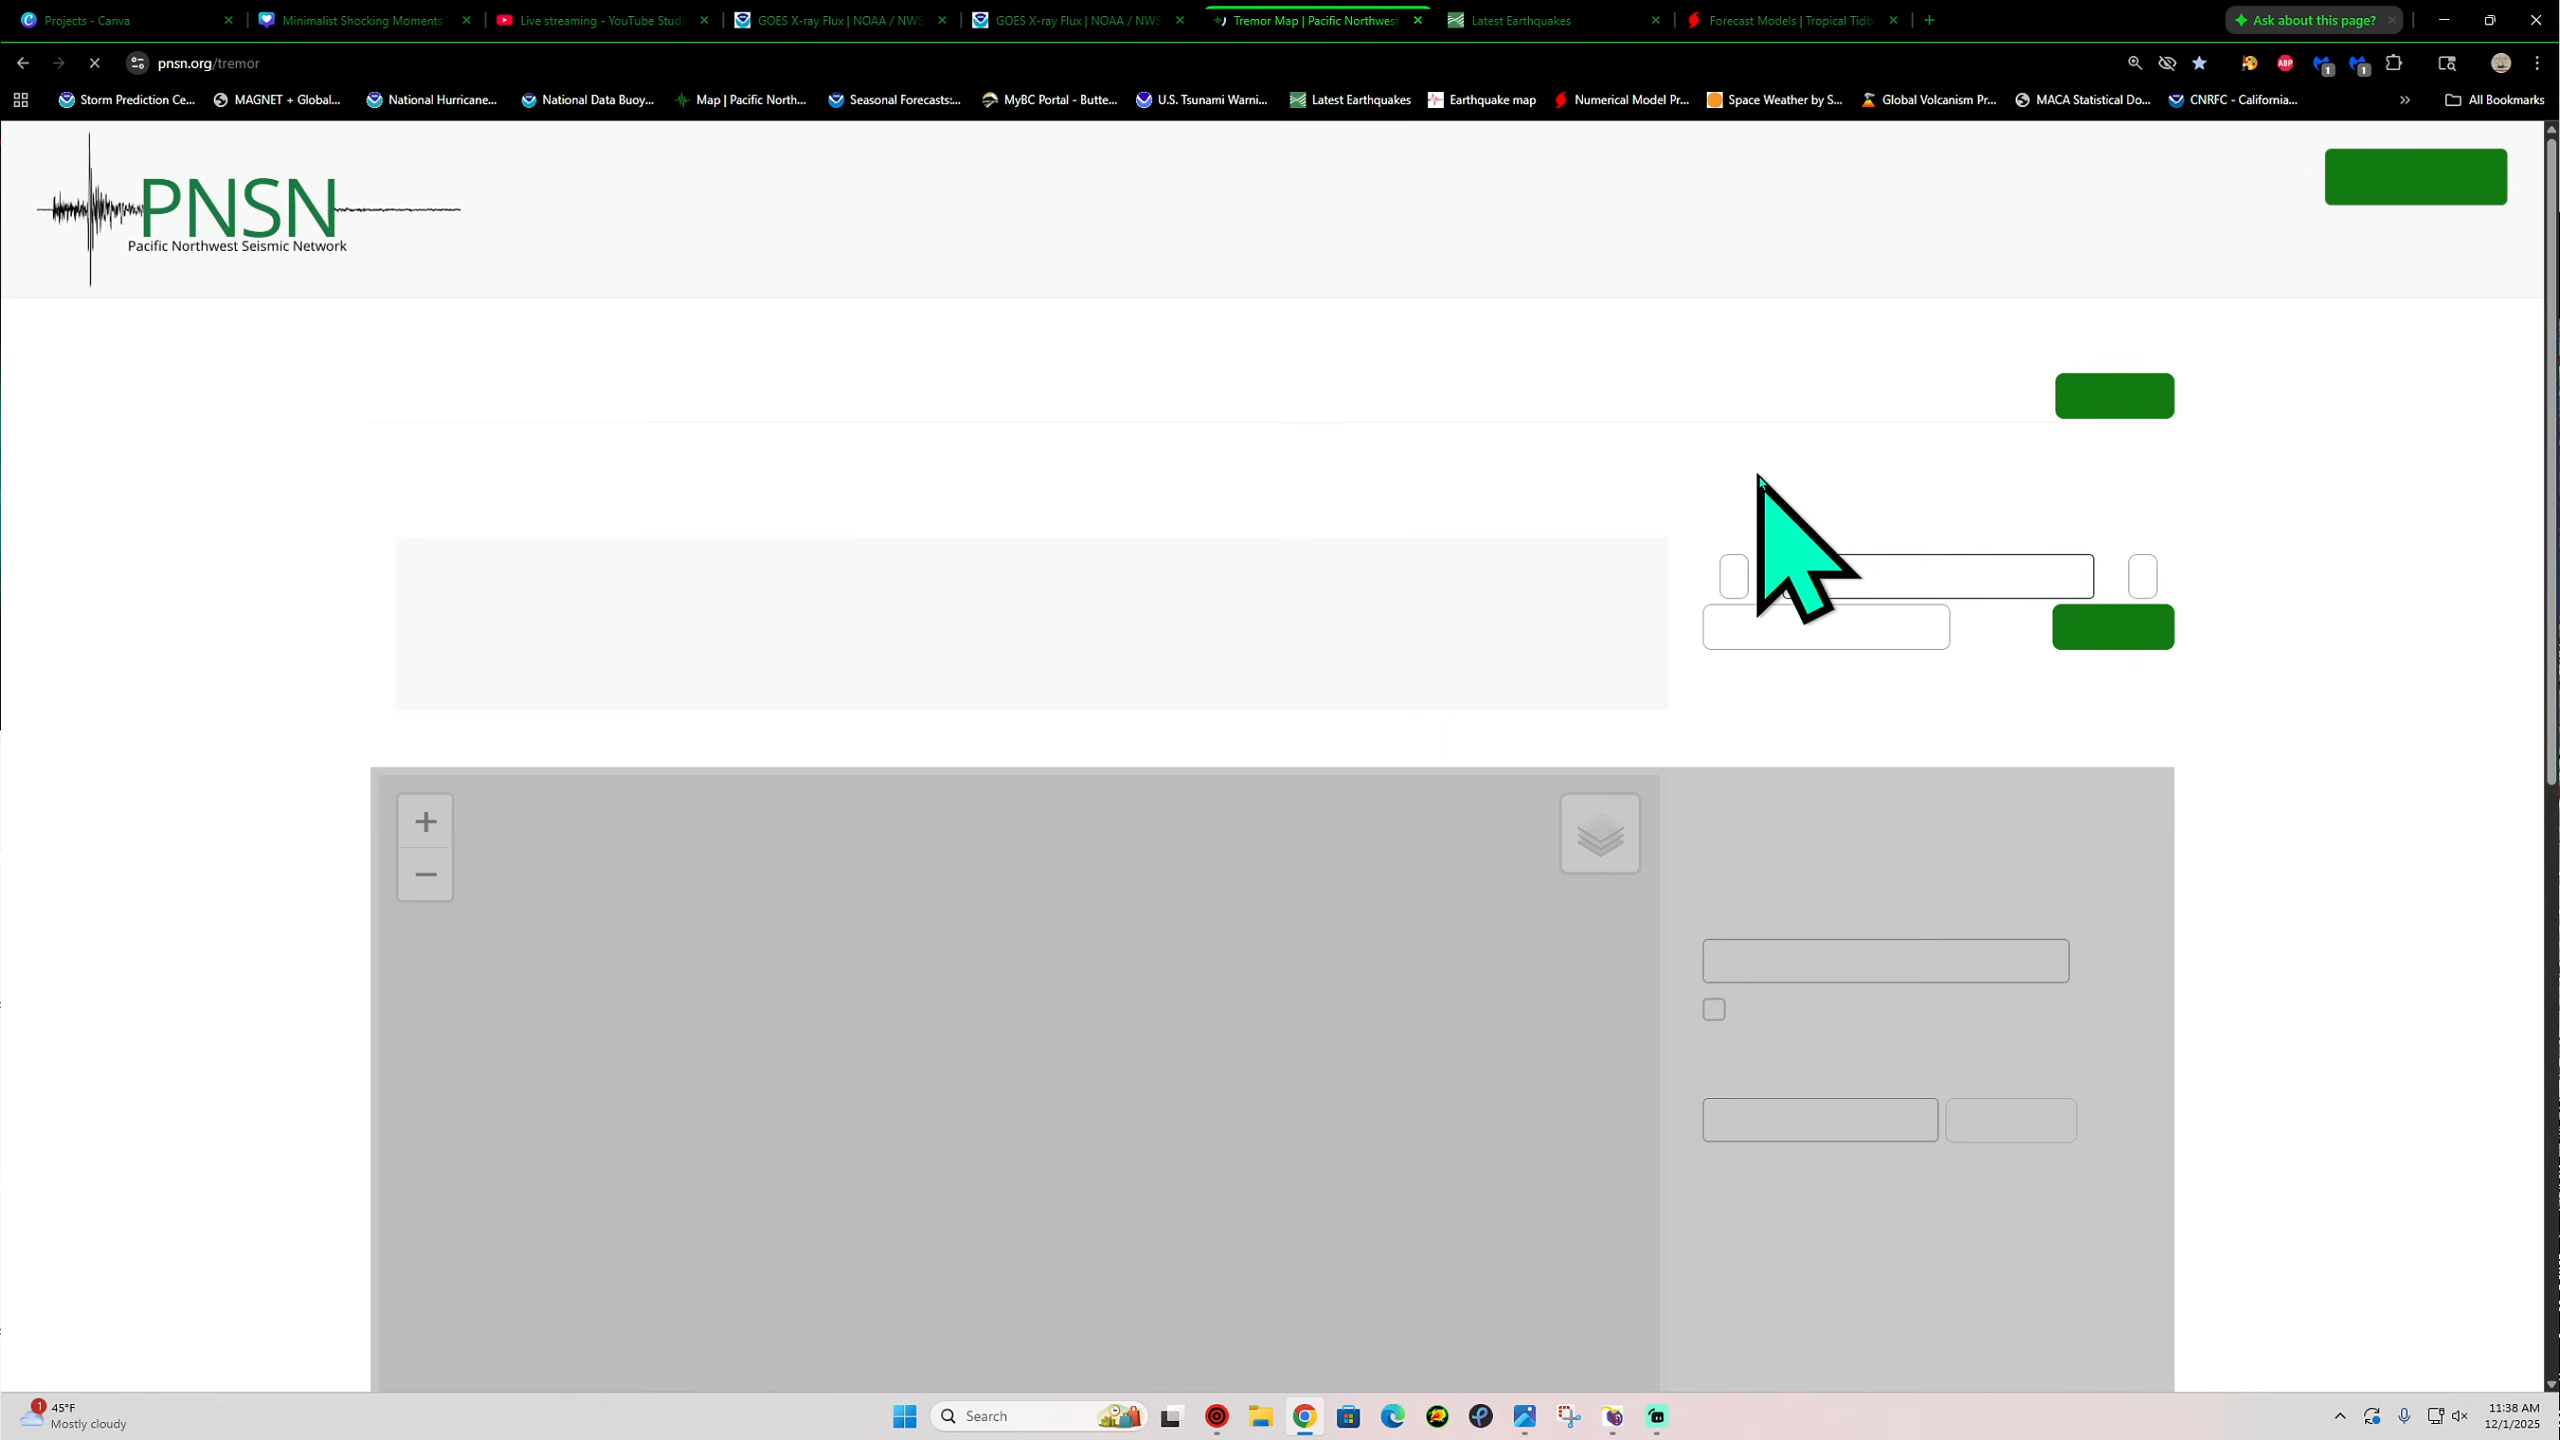 Projects - Canva
Minimalist Shocking Moments
Live streaming - YouTube Studi
GOES X-ray Flux | NOAA / NWS
GOES X-ray Flux | NOAA / NWS
Tremor Map | Pacific Northwest
Latest Earthquakes
Forecast Models | Tropical Tidb
Ask about this page?
pnsn.org/tremor
ABP
1
1
Storm Prediction Ce...
MAGNET + Global...
National Hurricane...
National Data Buoy...
Map | Pacific North...
Seasonal Forecasts:...
MyBC Portal - Butte...
U.S. Tsunami Warni...
Latest Earthquakes
Earthquake map
Numerical Model Pr...
Space Weather by S...
Global Volcanism Pr...
MACA Statistical Do...
CNRFC - California...
All Bookmarks
PNSN
Pacific Northwest Seismic Network
+
−
1
45°F
Mostly cloudy
Search
11:38 AM
12/1/2025